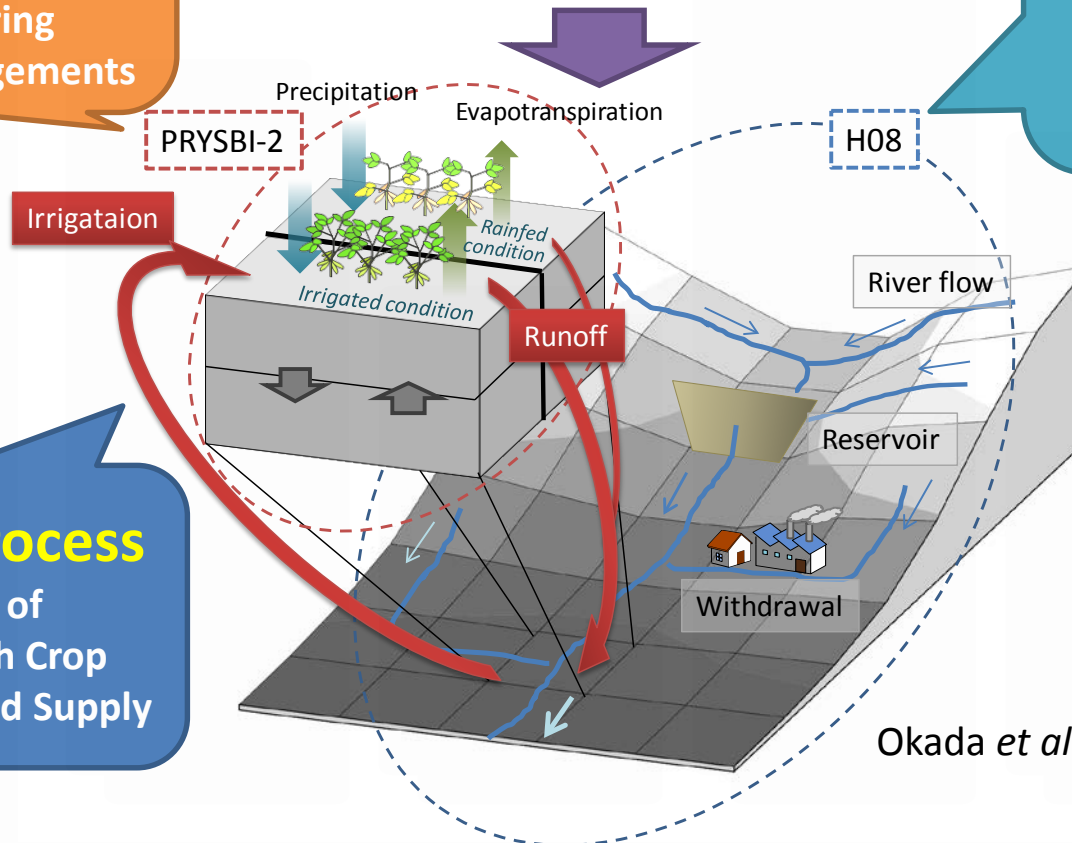 ring
gements
Precipitation
Evapotranspiration
PRYSBI-2
H08
Irrigataion
Rainfed
condition
Irrigated condition
River flow
Runoff
Reservoir
ocess
of
h Crop
d Supply
Withdrawal
Okada et al